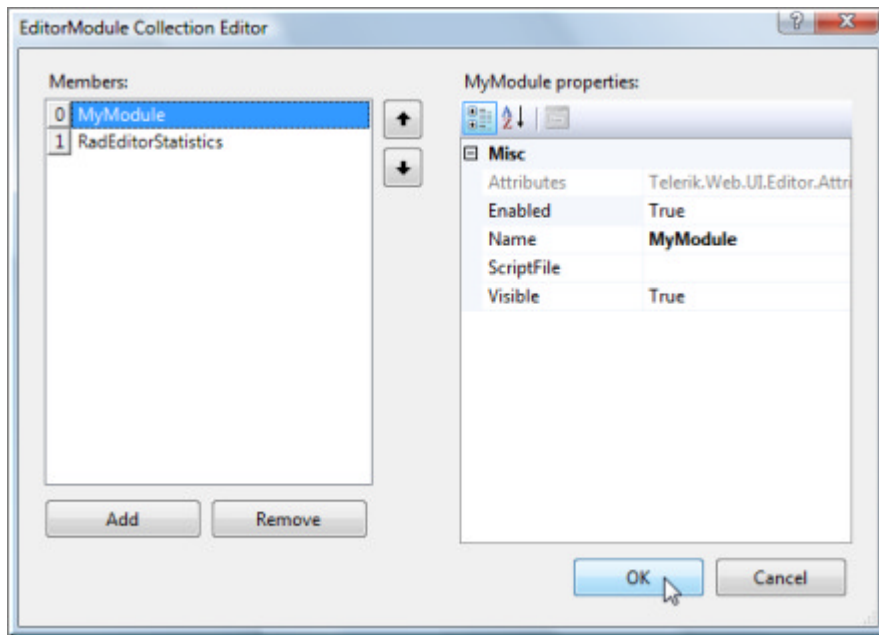 EditorModule Collection Editor
Members:
0 MyModule
1 RadEditorStatistics
Add
Remove
MyModule properties:
Misc
Attributes Telerik.Web.UI.Editor.Attri
Enabled True
Name MyModule
ScriptFile
Visible True
OK
Cancel